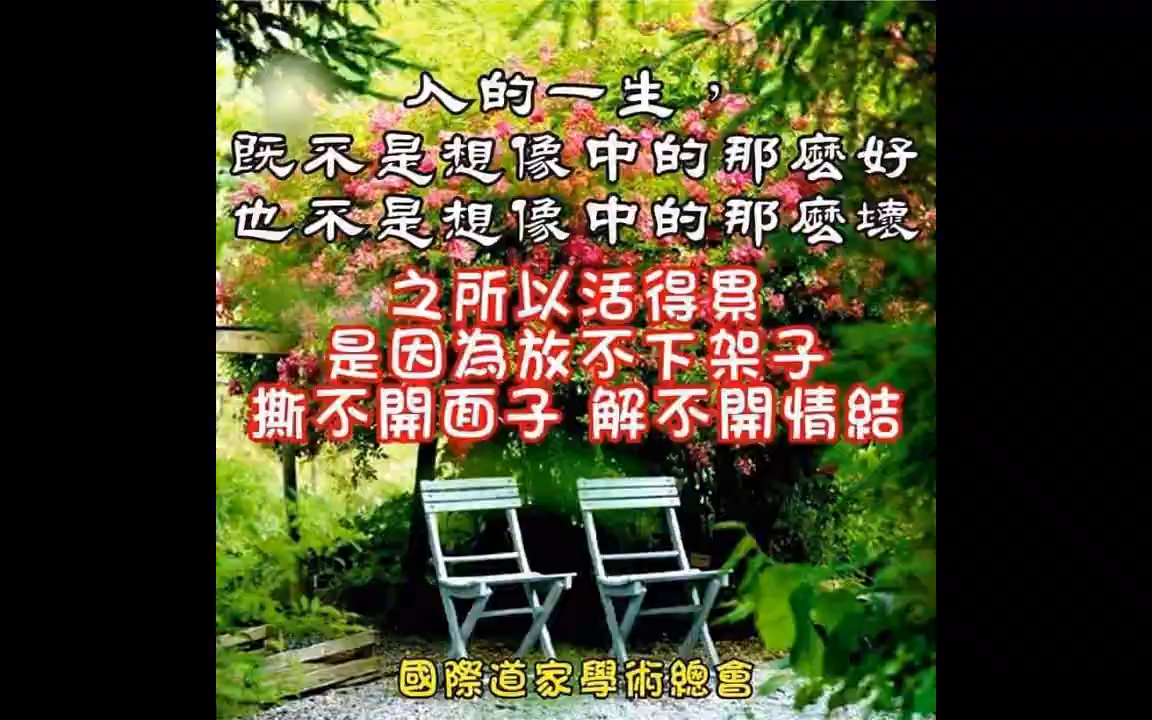 人的一生，
既不是想像中的那麼好
也不是想像中的那麼壞
之所以活得累
是因為放不下架子
撕不開面子 解不開情結
國際道家學術總會